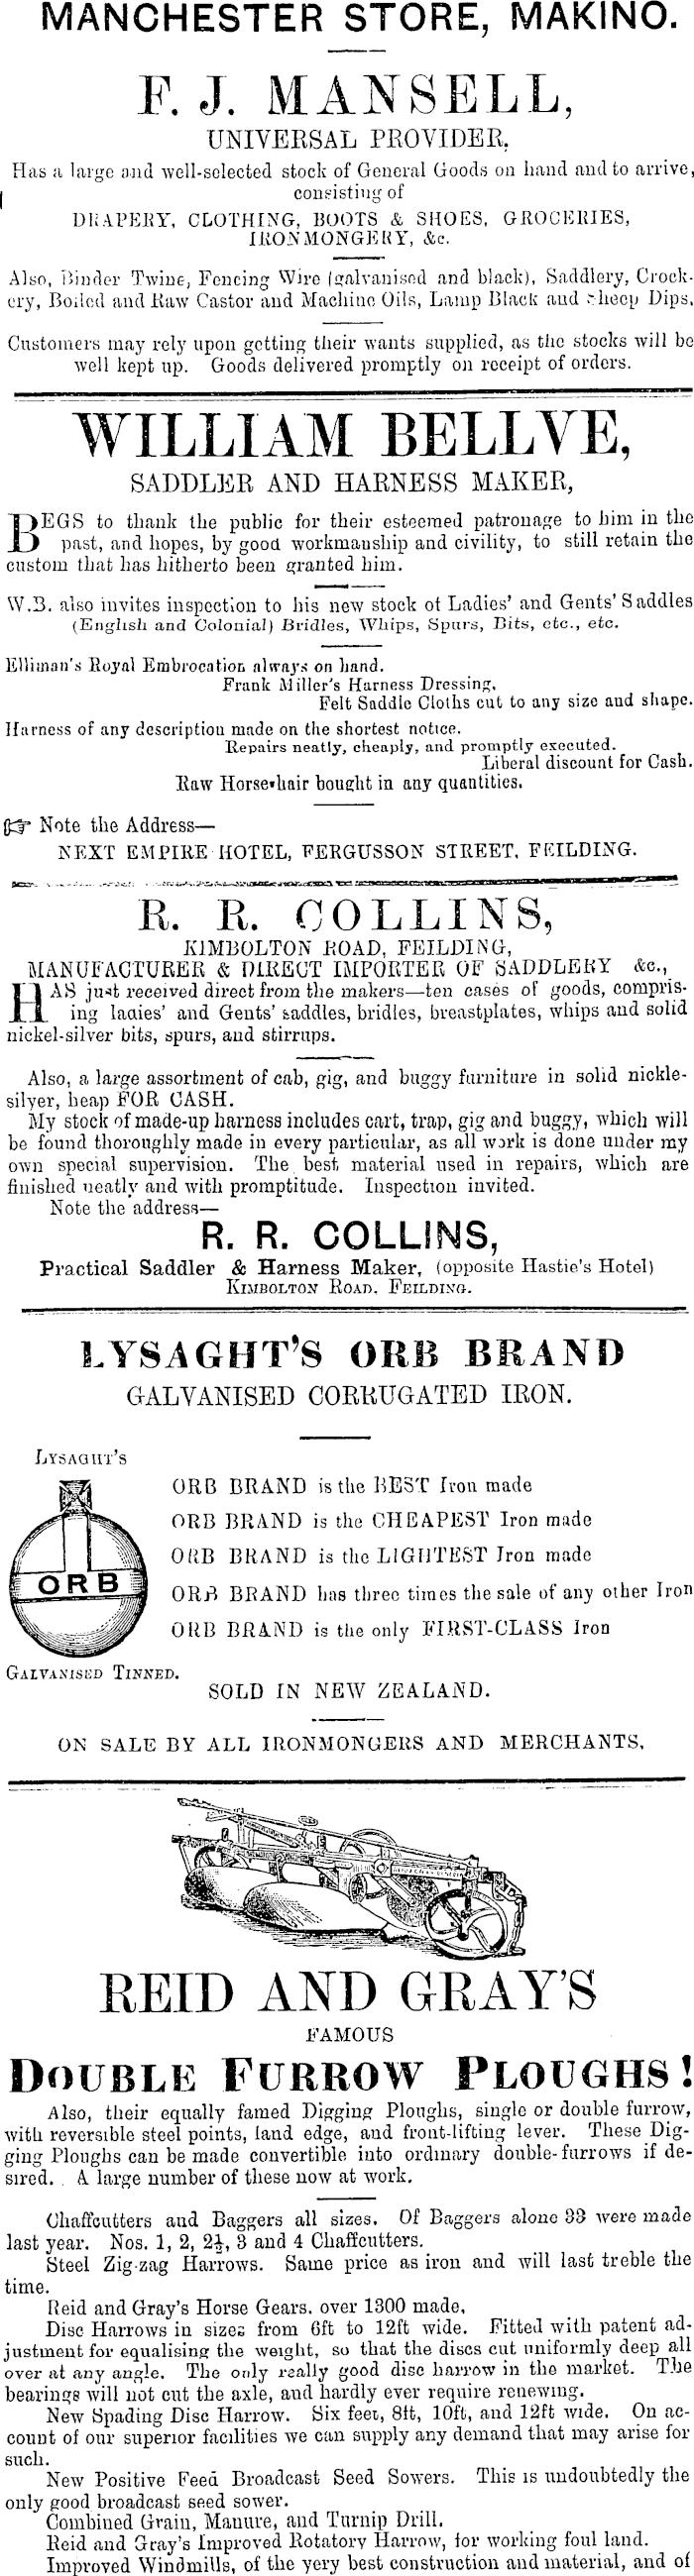 MANCHESTER STORE, MAKINO.
F. J. MANSELL,
UNIVERSAL PROVIDER,
Has a large and well-selected stock of General Goods on hand and to arrive,
consisting of
DRAPERY, CLOTHING, BOOTS & SHOES, GROCERIES,
IRONMONGERY, &c.
Also, Binder Twine, Fencing Wire (galvanised and black), Saddlery, Crock-
ery, Boiled and Raw Castor and Machine Oils, Lamp Black and Sheep Dips.
Customers may rely upon getting their wants supplied, as the stocks will be
well kept up. Goods delivered promptly on receipt of orders.
WILLIAM BELLVE,
SADDLER AND HARNESS MAKER,
BEGS to thank the public for their esteemed patronage to him in the
past, and hopes, by good workmanship and civility, to still retain the
custom that has hitherto been granted him.
W.B. also invites inspection to his new stock of Ladies' and Gents' Saddles
(English and Colonial) Bridles, Whips, Spurs, Bits, etc., etc.
Elliman's Royal Embrocation always on hand.
Frank Miller's Harness Dressing.
Felt Saddle Cloths cut to any size and shape.
Harness of any description made on the shortest notice.
Repairs neatly, cheaply, and promptly executed.
Liberal discount for Cash.
Raw Horse-hair bought in any quantities.
☞ Note the Address—
NEXT EMPIRE HOTEL, FERGUSSON STREET, FEILDING.
R. R. COLLINS,
KIMBOLTON ROAD, FEILDING,
MANUFACTURER & DIRECT IMPORTER OF SADDLERY &c.,
HAS just received direct from the makers—ten cases of goods, compris-
ing ladies' and Gents' saddles, bridles, breastplates, whips and solid
nickel-silver bits, spurs, and stirrups.
Also, a large assortment of cab, gig, and buggy furniture in solid nickle-
silver, heap FOR CASH.
My stock of made-up harness includes cart, trap, gig and buggy, which will
be found thoroughly made in every particular, as all work is done under my
own special supervision. The best material used in repairs, which are
finished neatly and with promptitude. Inspection invited.
Note the address—
R. R. COLLINS,
Practical Saddler & Harness Maker, (opposite Hastie's Hotel)
KIMBOLTON ROAD, FEILDING.
LYSAGHT'S ORB BRAND
GALVANISED CORRUGATED IRON.
LYSAGHT'S
ORB
GALVANISED TINNED.
ORB BRAND is the BEST Iron made
ORB BRAND is the CHEAPEST Iron made
ORB BRAND is the LIGHTEST Iron made
ORB BRAND has three times the sale of any other Iron
ORB BRAND is the only FIRST-CLASS Iron
SOLD IN NEW ZEALAND.
ON SALE BY ALL IRONMONGERS AND MERCHANTS.
REID AND GRAY'S
FAMOUS
DOUBLE FURROW PLOUGHS!
Also, their equally famed Digging Ploughs, single or double furrow,
with reversible steel points, land edge, and front-lifting lever. These Dig-
ging Ploughs can be made convertible into ordinary double-furrows if de-
sired. A large number of these now at work.
Chaffcutters and Baggers all sizes. Of Baggers alone 33 were made
last year. Nos. 1, 2, 2½, 3 and 4 Chaffcutters.
Steel Zig-zag Harrows. Same price as iron and will last treble the
time.
Reid and Gray's Horse Gears, over 1300 made,
Disc Harrows in sizes from 6ft to 12ft wide. Fitted with patent ad-
justment for equalising the weight, so that the discs cut uniformly deep all
over at any angle. The only really good disc harrow in the market. The
bearings will not cut the axle, and hardly ever require renewing.
New Spading Disc Harrow. Six feet, 8ft, 10ft, and 12ft wide. On ac-
count of our superior facilities we can supply any demand that may arise for
such.
New Positive Feed Broadcast Seed Sowers. This is undoubtedly the
only good broadcast seed sower.
Combined Grain, Manure, and Turnip Drill.
Reid and Gray's Improved Rotatory Harrow, for working foul land.
Improved Windmills, of the very best construction and material, and of